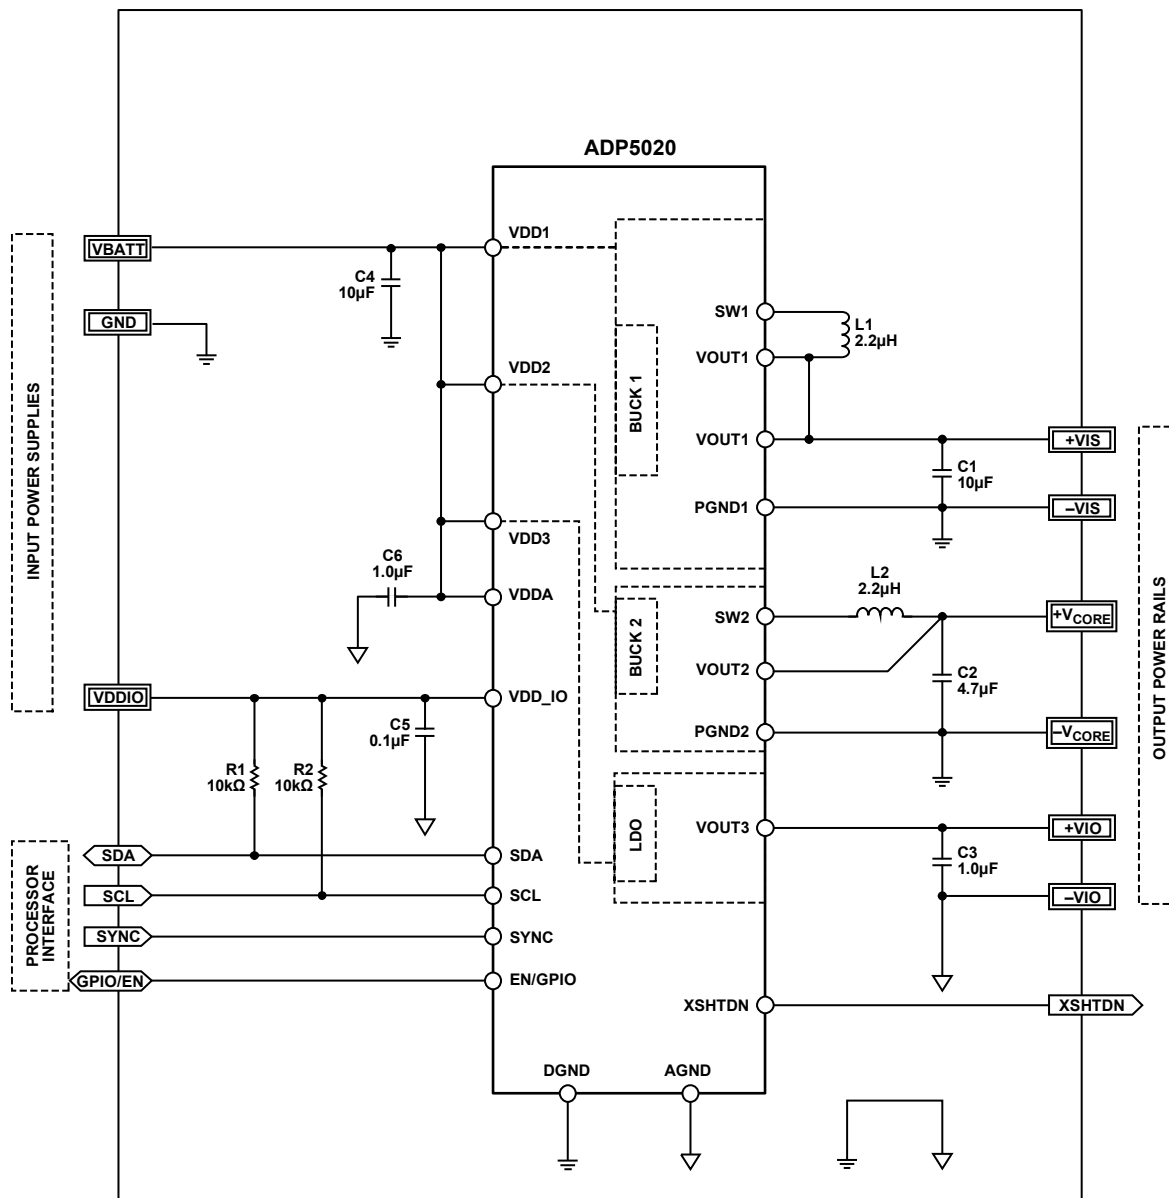 ADP5020
INPUT POWER SUPPLIES
VBATT
GND
VDDIO
PROCESSOR
INTERFACE
SDA
SCL
SYNC
GPIO/EN
C4
10µF
C6
1.0µF
C5
0.1µF
R1
10kΩ
R2
10kΩ
VDD1
VDD2
VDD3
VDDA
VDD_IO
SDA
SCL
SYNC
EN/GPIO
BUCK 1
BUCK 2
LDO
SW1
VOUT1
VOUT1
PGND1
SW2
VOUT2
PGND2
VOUT3
XSHTDN
DGND
AGND
L1
2.2µH
C1
10µF
L2
2.2µH
C2
4.7µF
C3
1.0µF
+VIS
–VIS
+VCORE
–VCORE
+VIO
–VIO
XSHTDN
OUTPUT POWER RAILS